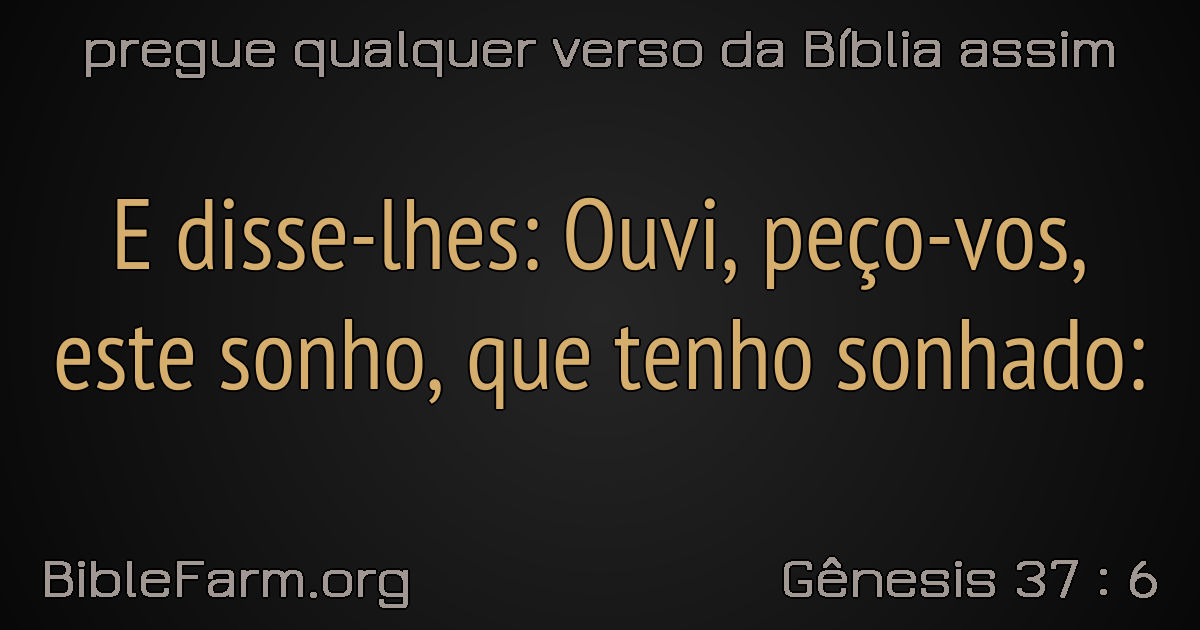 pregue qualquer verso da Bíblia assim
E disse-lhes: Ouvi, peço-vos,
este sonho, que tenho sonhado:
BibleFarm.org
Gênesis 37 : 6